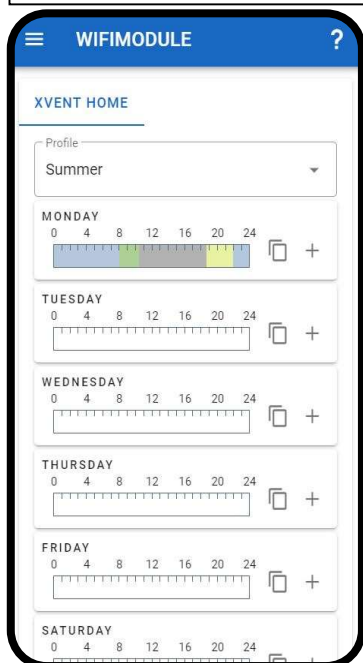 WIFIMODULE ?
XVENT HOME
Profile
Summer
MONDAY
0 4 8 12 16 20 24
TUESDAY
0 4 8 12 16 20 24
WEDNESDAY
0 4 8 12 16 20 24
THURSDAY
0 4 8 12 16 20 24
FRIDAY
0 4 8 12 16 20 24
SATURDAY
0 4 8 12 16 20 24